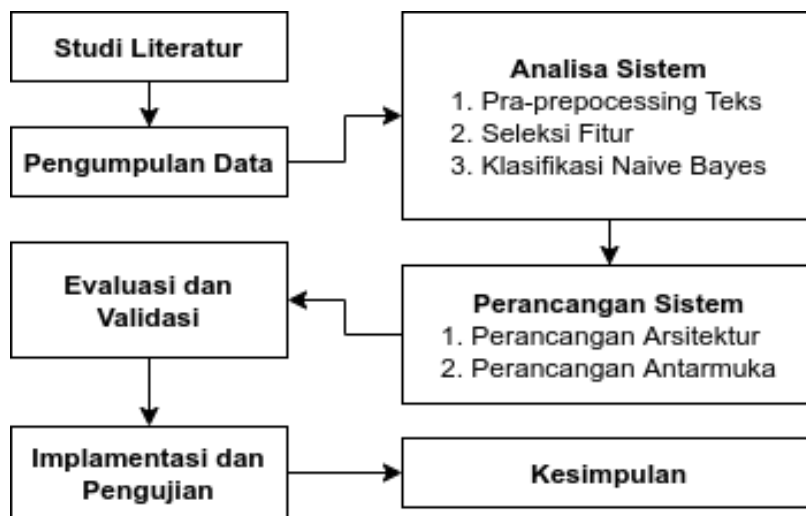 Studi Literatur
Pengumpulan Data
Analisa Sistem
1. Pra-prepocessing Teks
2. Seleksi Fitur
3. Klasifikasi Naive Bayes
Perancangan Sistem
1. Perancangan Arsitektur
2. Perancangan Antarmuka
Evaluasi dan
Validasi
Implamentasi dan
Pengujian
Kesimpulan